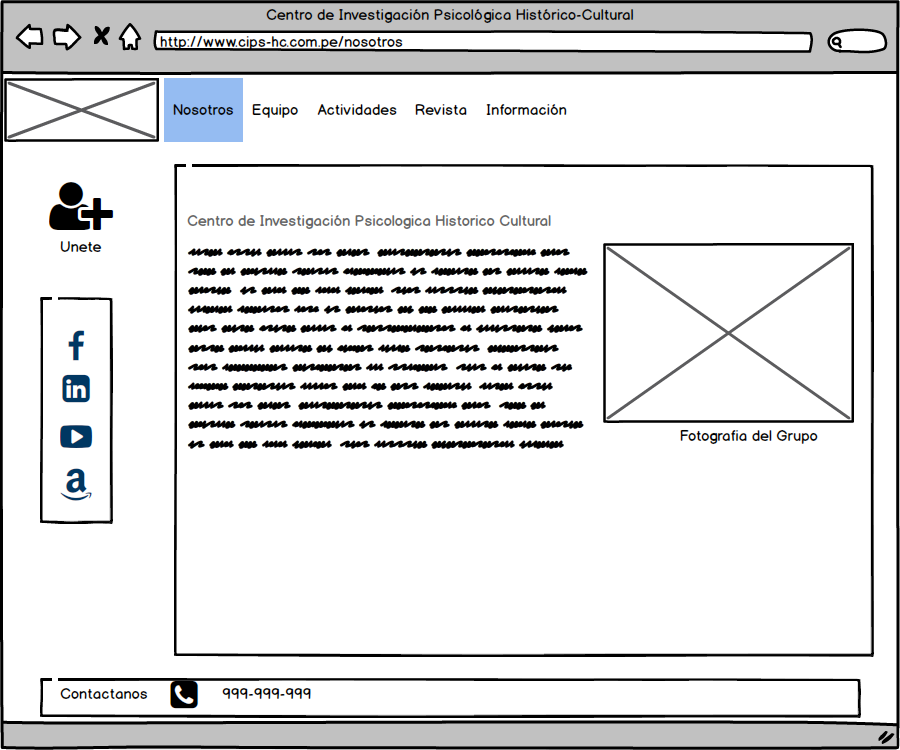 Centro de Investigación Psicológica Histórico-Cultural
http://www.cips-hc.com.pe/nosotros
Nosotros Equipo Actividades Revista Información
Unete
Centro de Investigación Psicologica Historico Cultural
Fotografia del Grupo
Contactanos 999-999-999